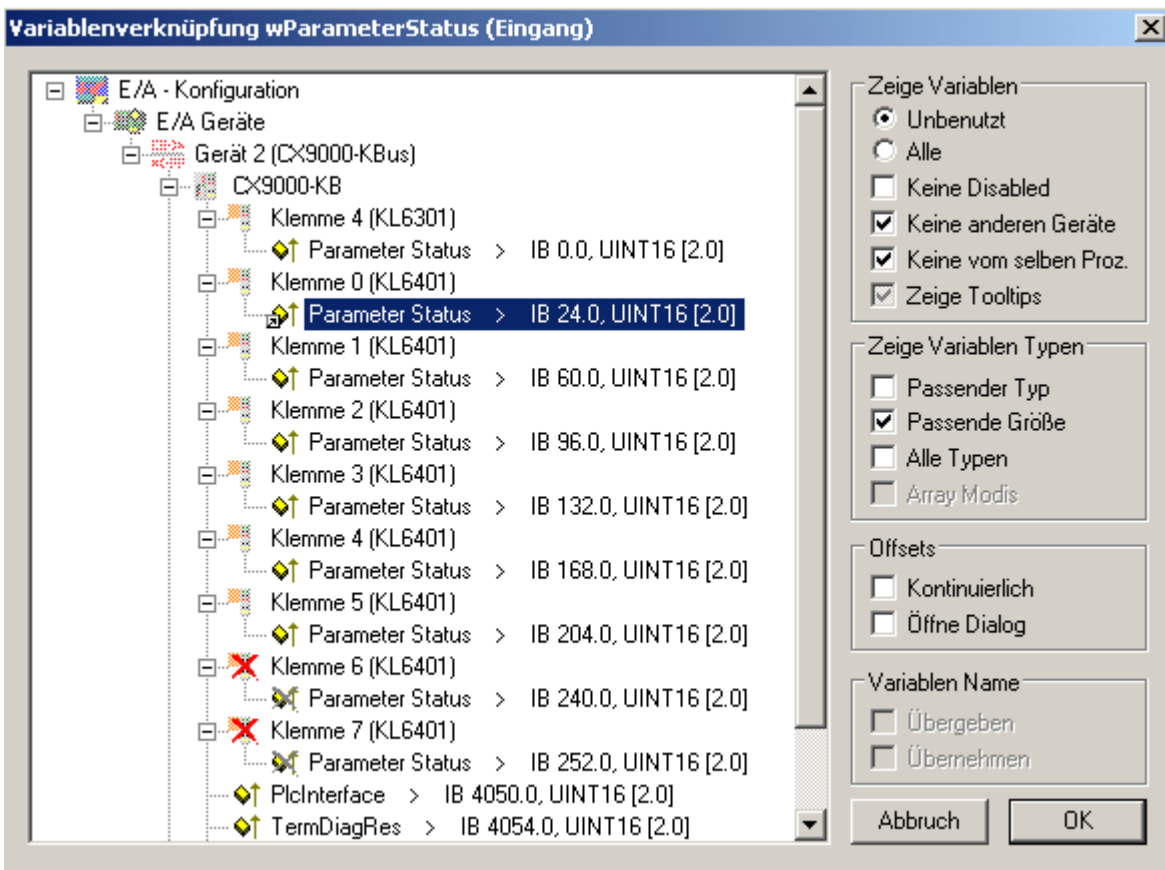 Variablenverknüpfung wParameterStatus (Eingang)
E/A - Konfiguration
E/A Geräte
Gerät 2 (CX9000-KBus)
CX9000-KB
Klemme 4 (KL6301)
Parameter Status > IB 0.0, UINT16 [2.0]
Klemme 0 (KL6401)
Parameter Status > IB 24.0, UINT16 [2.0]
Klemme 1 (KL6401)
Parameter Status > IB 60.0, UINT16 [2.0]
Klemme 2 (KL6401)
Parameter Status > IB 96.0, UINT16 [2.0]
Klemme 3 (KL6401)
Parameter Status > IB 132.0, UINT16 [2.0]
Klemme 4 (KL6401)
Parameter Status > IB 168.0, UINT16 [2.0]
Klemme 5 (KL6401)
Parameter Status > IB 204.0, UINT16 [2.0]
Klemme 6 (KL6401)
Parameter Status > IB 240.0, UINT16 [2.0]
Klemme 7 (KL6401)
Parameter Status > IB 252.0, UINT16 [2.0]
PlcInterface > IB 4050.0, UINT16 [2.0]
TermDiagRes > IB 4054.0, UINT16 [2.0]
Zeige Variablen
Unbenutzt
Alle
Keine Disabled
Keine anderen Geräte
Keine vom selben Proz.
Zeige Tooltips
Zeige Variablen Typen
Passender Typ
Passende Größe
Alle Typen
Array Modis
Offsets
Kontinuierlich
Öffne Dialog
Variablen Name
Übergeben
Übernehmen
Abbruch
OK